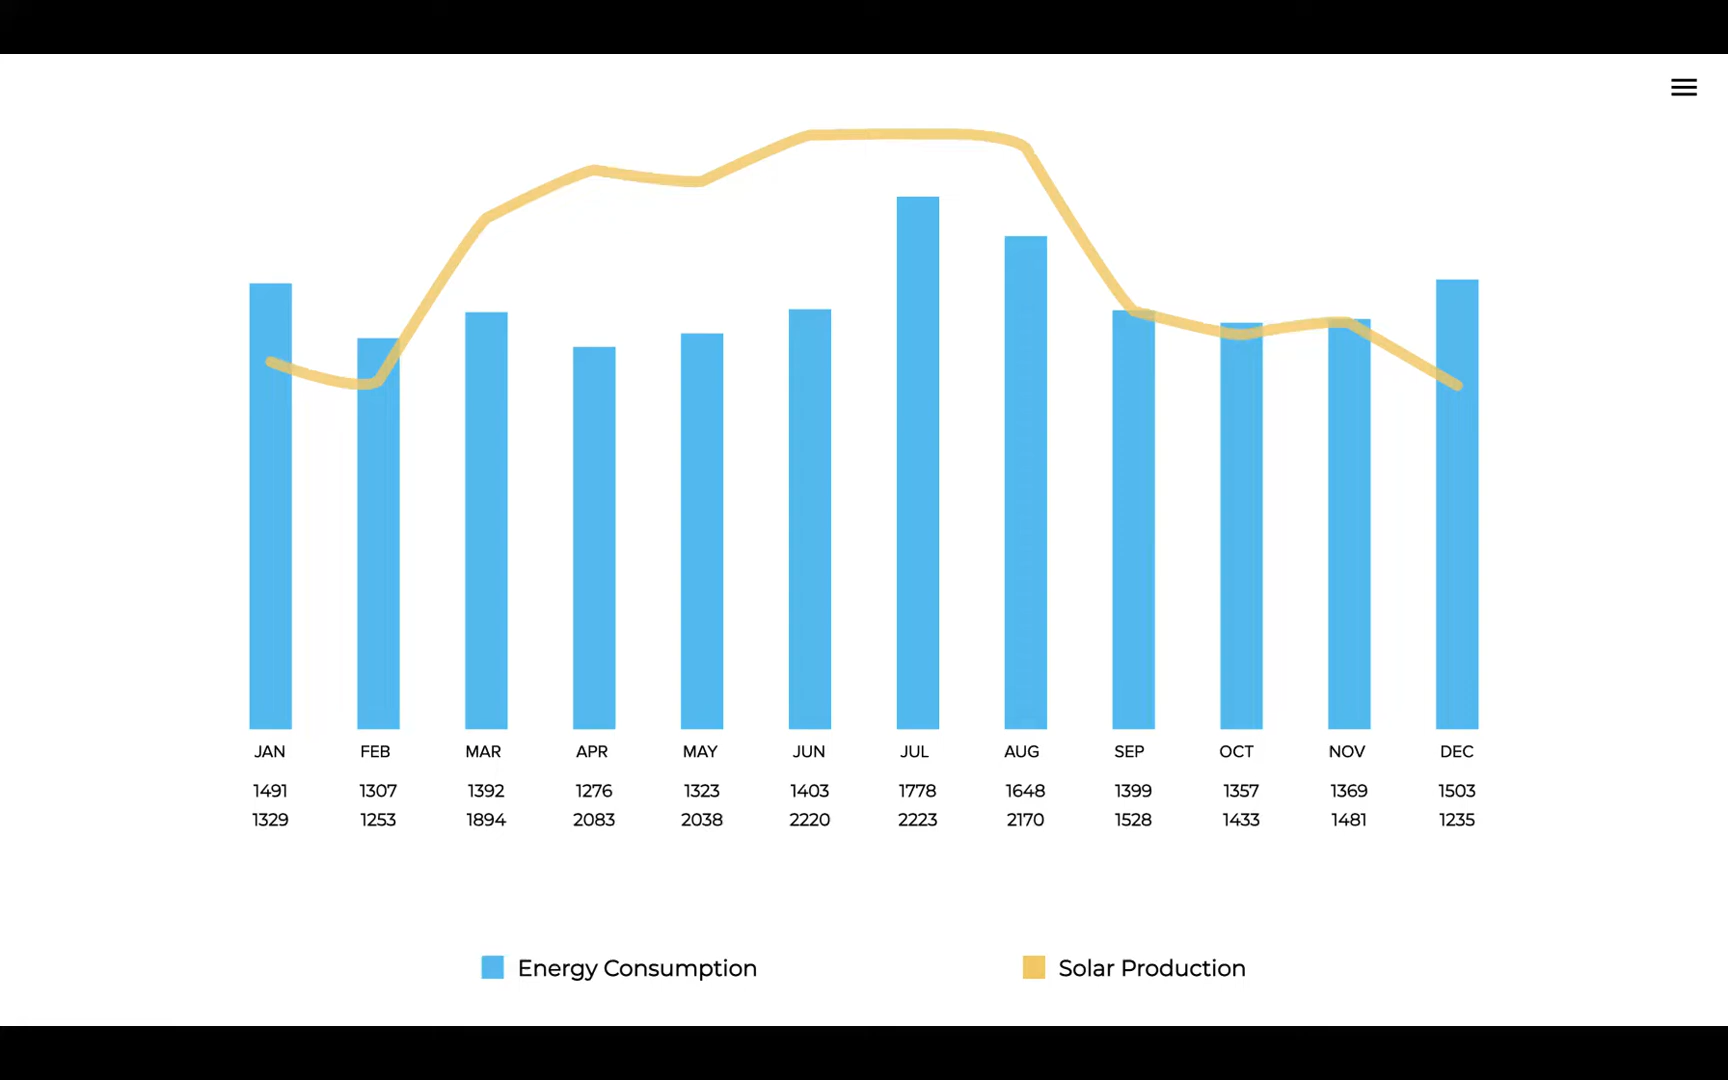 JAN FEB MAR APR MAY JUN JUL AUG SEP OCT NOV DEC
1491 1307 1392 1276 1323 1403 1778 1648 1399 1357 1369 1503
1329 1253 1894 2083 2038 2220 2223 2170 1528 1433 1481 1235
Energy Consumption Solar Production